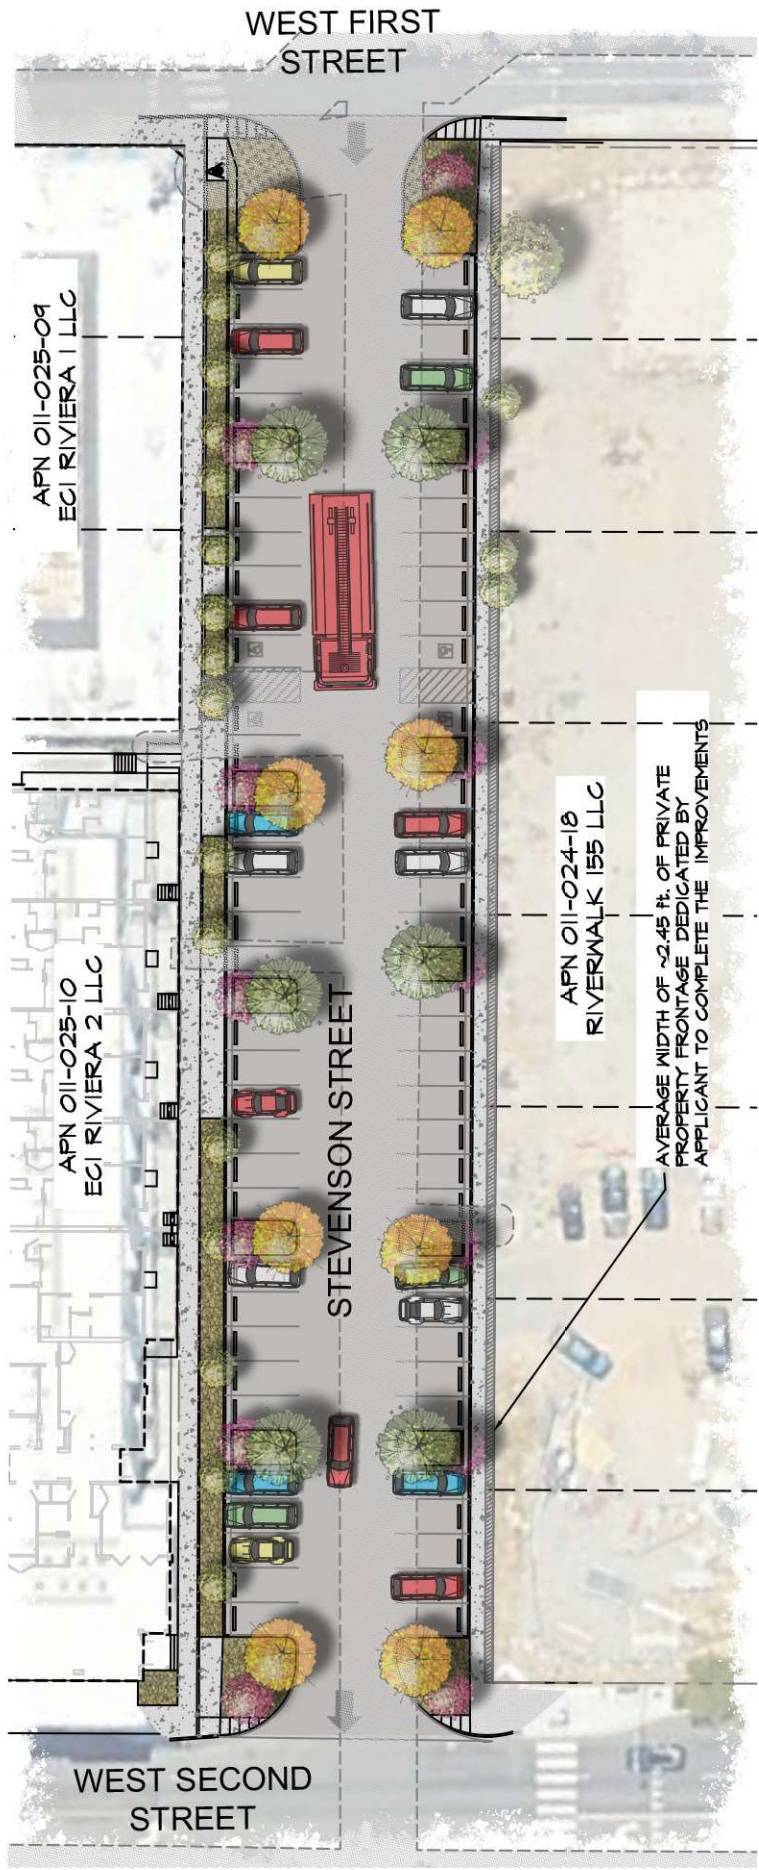 WEST FIRST
STREET
APN 011-025-09
ECI RIVIERA 1 LLC
APN 011-025-10
ECI RIVIERA 2 LLC
STEVENSON STREET
APN 011-024-18
RIVERWALK 155 LLC
AVERAGE WIDTH OF ~2.45 ft. OF PRIVATE
PROPERTY FRONTAGE DEDICATED BY
APPLICANT TO COMPLETE THE IMPROVEMENTS
WEST SECOND
STREET